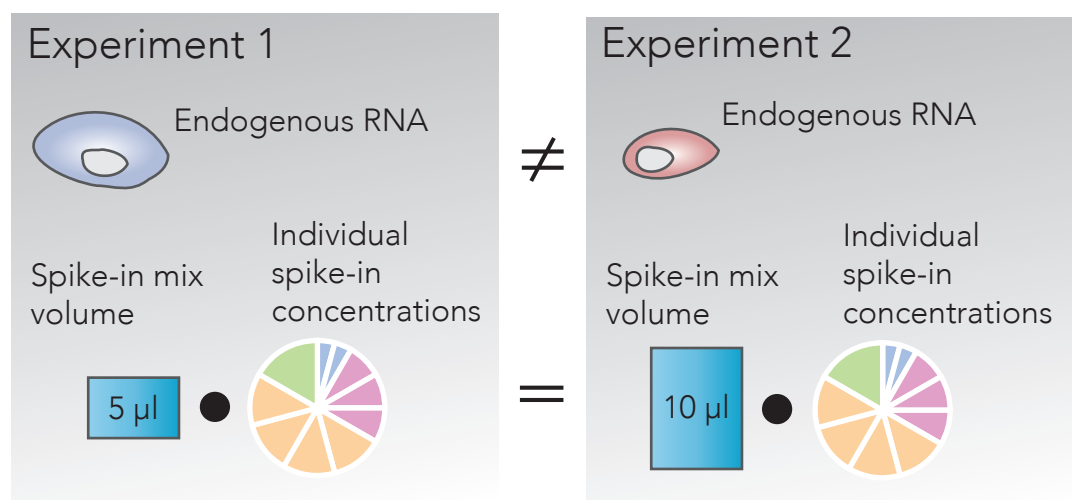 Experiment 1
Endogenous RNA
Spike-in mix
volume
Individual
spike-in
concentrations
5 µl
≠
=
Experiment 2
Endogenous RNA
Spike-in mix
volume
Individual
spike-in
concentrations
10 µl